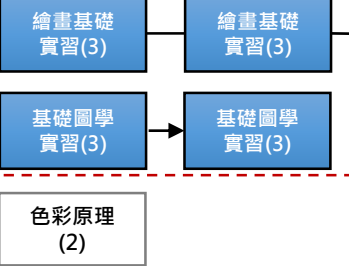 繪畫基礎
實習(3)
繪畫基礎
實習(3)
基礎圖學
實習(3)
基礎圖學
實習(3)
色彩原理
(2)